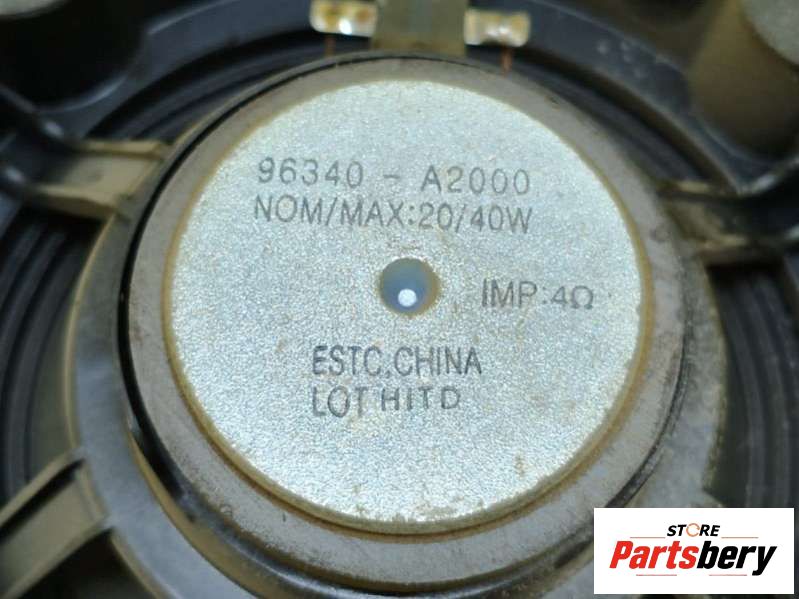 96340 - A2000
NOM/MAX:20/40W
IMP:4Ω
ESTC.CHINA
LOT HITD
STORE
Partsbery